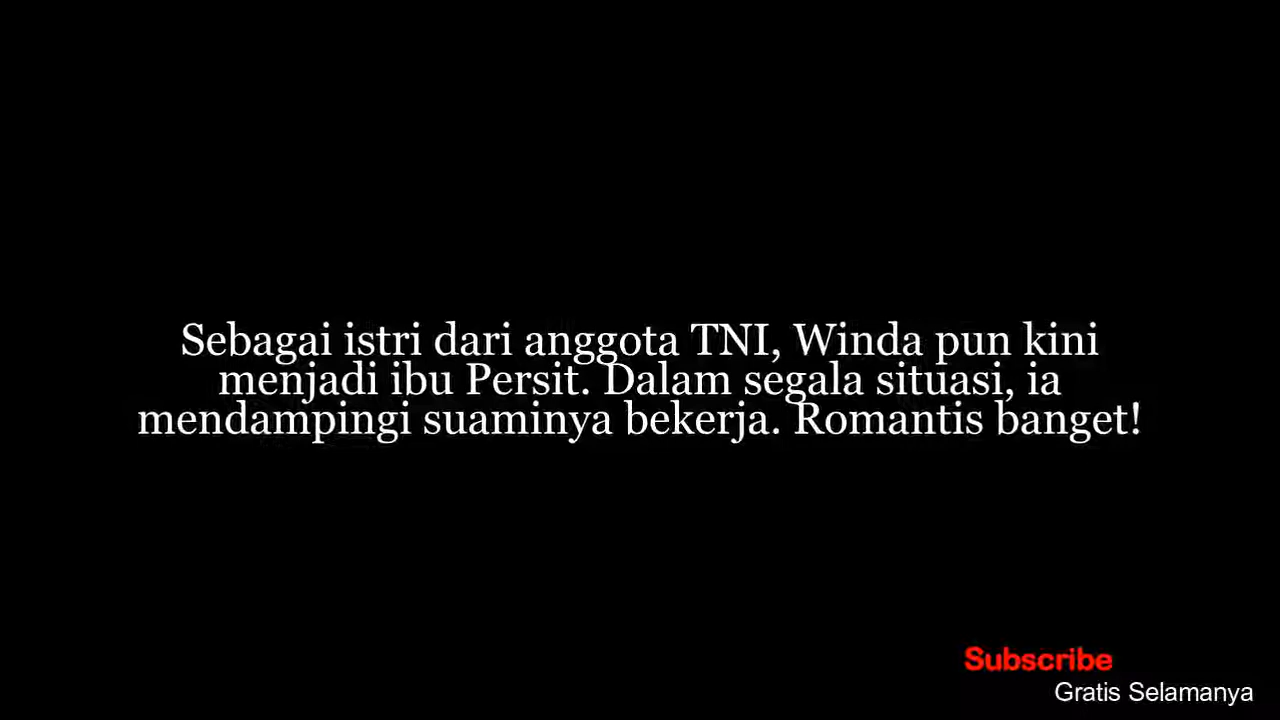 Sebagai istri dari anggota TNI, Winda pun kini
menjadi ibu Persit. Dalam segala situasi, ia
mendampingi suaminya bekerja. Romantis banget!
Subscribe
Gratis Selamanya